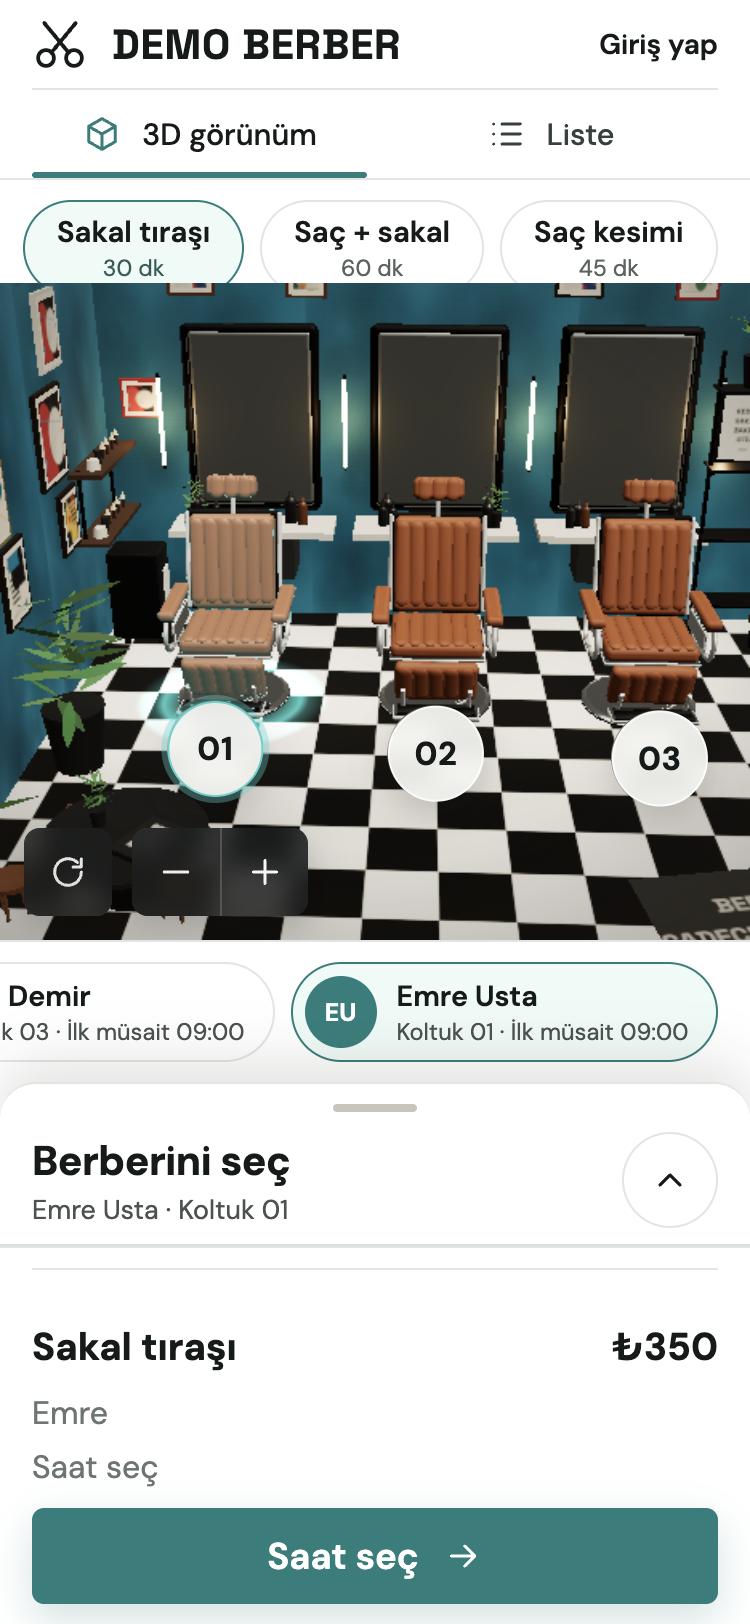 DEMO BERBER
Giriş yap
3D görünüm
Liste
Sakal tıraşı
30 dk
Saç + sakal
60 dk
Saç kesimi
45 dk
01
02
03
Demir
k 03 · İlk müsait 09:00
EU
Emre Usta
Koltuk 01 · İlk müsait 09:00
Berberini seç
Emre Usta · Koltuk 01
Sakal tıraşı
₺350
Emre
Saat seç
Saat seç